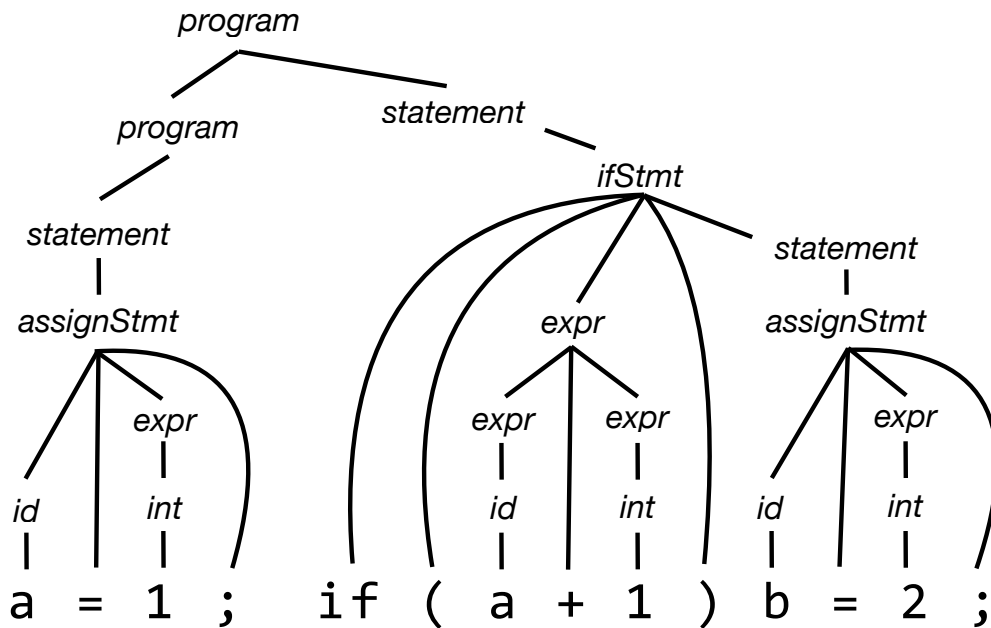 program
program statement
ifStmt
statement statement
assignStmt expr assignStmt
expr expr expr expr
id int id int id int
a = 1 ; if ( a + 1 ) b = 2 ;